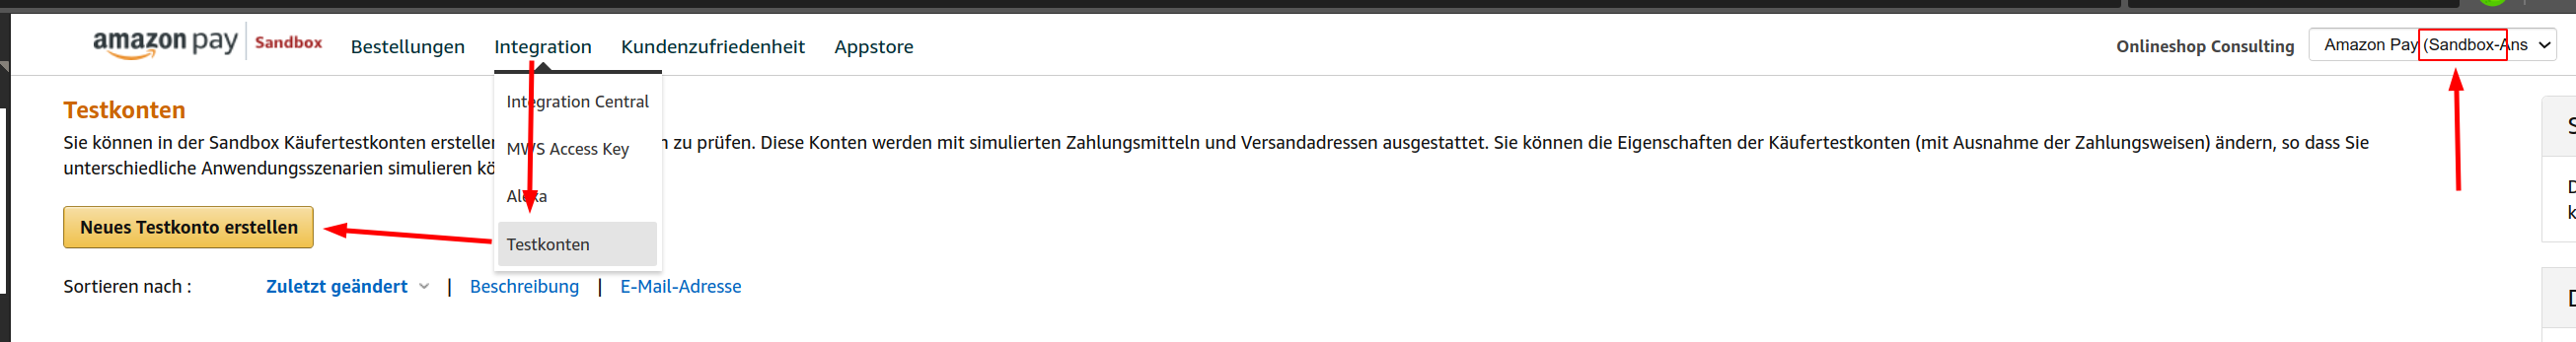 amazon pay Sandbox Bestellungen Integration Kundenzufriedenheit Appstore Onlineshop Consulting Amazon Pay (Sandbox-Ans
Integration Central
MWS Access Key
Alexa
Testkonten
Testkonten
Sie können in der Sandbox Käufertestkonten erstellen zu prüfen. Diese Konten werden mit simulierten Zahlungsmitteln und Versandadressen ausgestattet. Sie können die Eigenschaften der Käufertestkonten (mit Ausnahme der Zahlungsweisen) ändern, so dass Sie
unterschiedliche Anwendungsszenarien simulieren
Neues Testkonto erstellen
Sortieren nach : Zuletzt geändert | Beschreibung | E-Mail-Adresse